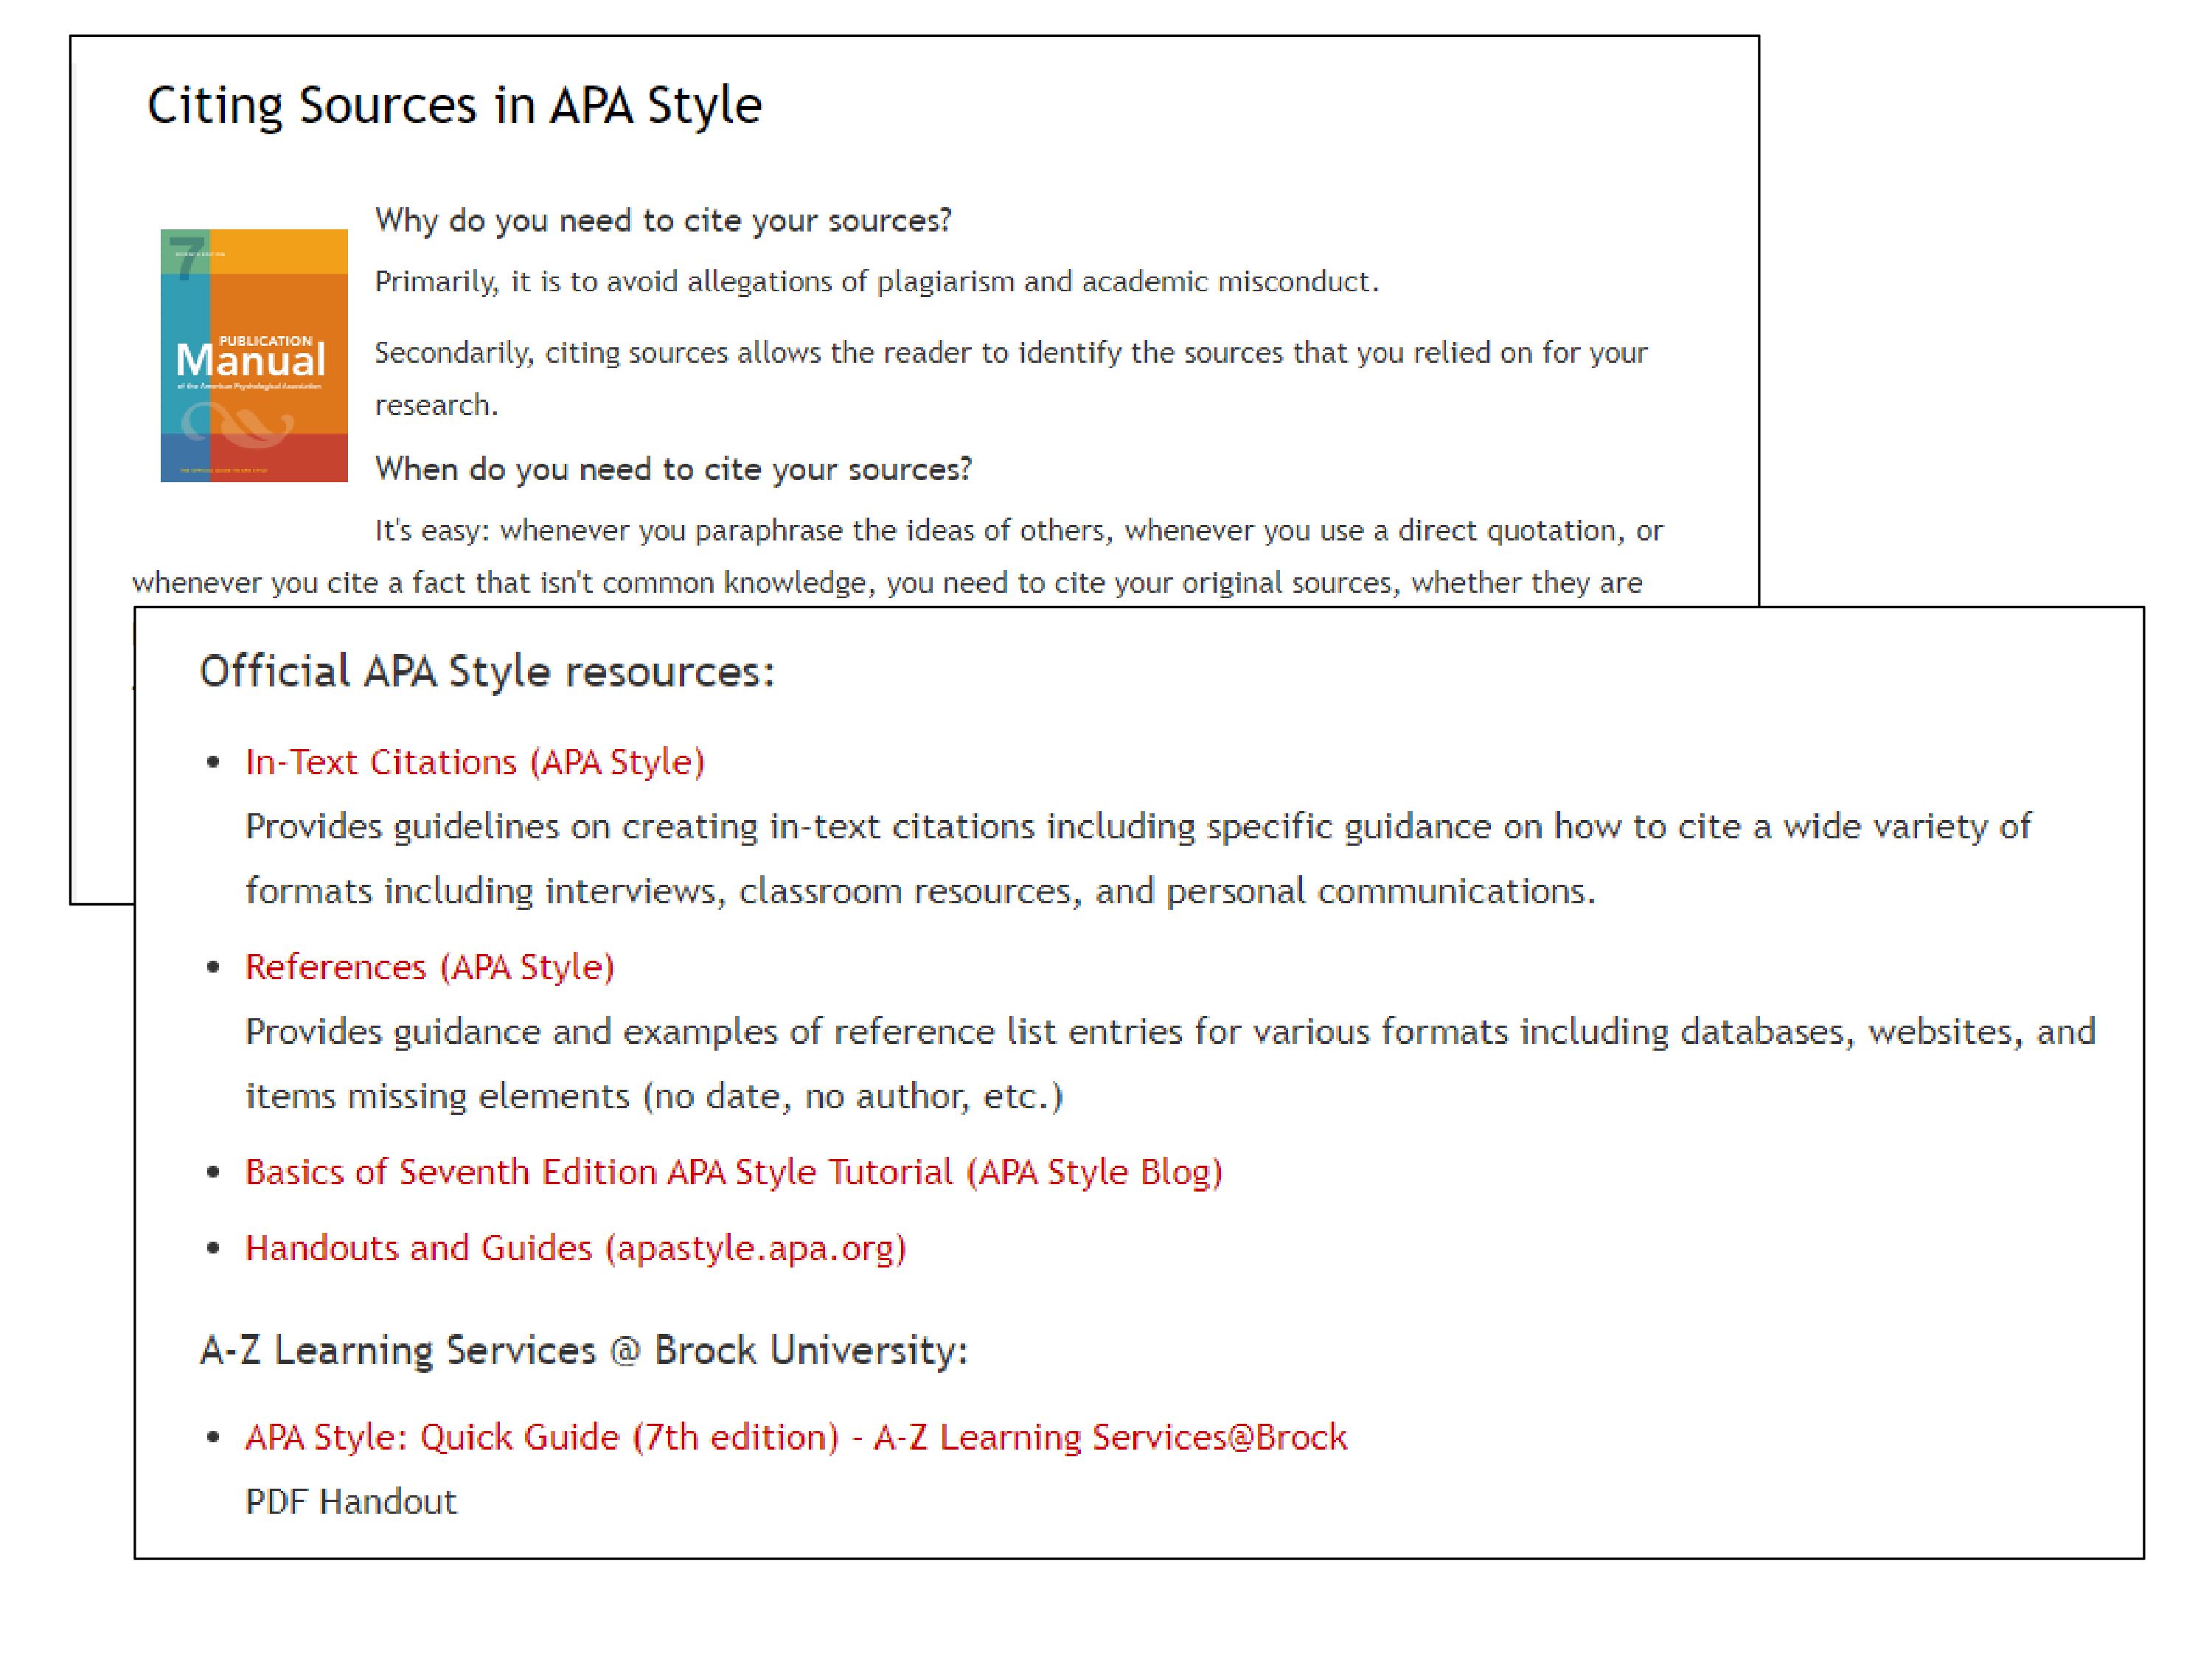 Citing Sources in APA Style
7
PUBLICATION
Manual
of the American Psychological Association
Why do you need to cite your sources?
Primarily, it is to avoid allegations of plagiarism and academic misconduct.
Secondarily, citing sources allows the reader to identify the sources that you relied on for your
research.
When do you need to cite your sources?
It's easy: whenever you paraphrase the ideas of others, whenever you use a direct quotation, or
whenever you cite a fact that isn't common knowledge, you need to cite your original sources, whether they are
Official APA Style resources:
• In-Text Citations (APA Style)
Provides guidelines on creating in-text citations including specific guidance on how to cite a wide variety of
formats including interviews, classroom resources, and personal communications.
• References (APA Style)
Provides guidance and examples of reference list entries for various formats including databases, websites, and
items missing elements (no date, no author, etc.)
• Basics of Seventh Edition APA Style Tutorial (APA Style Blog)
• Handouts and Guides (apastyle.apa.org)
A-Z Learning Services @ Brock University:
• APA Style: Quick Guide (7th edition) - A-Z Learning Services@Brock
PDF Handout